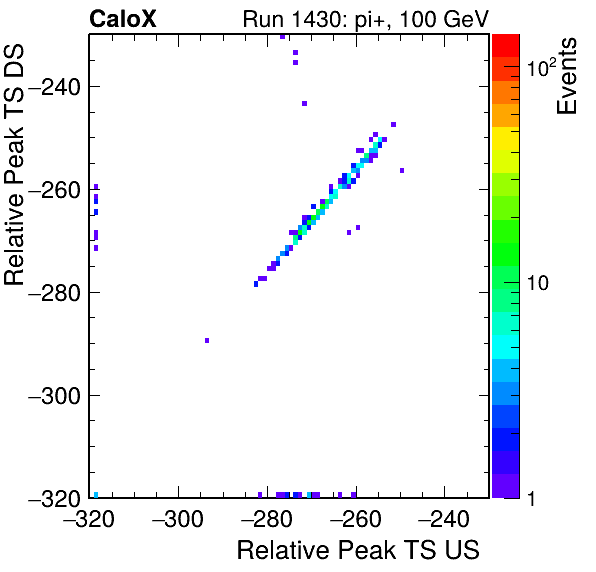 CaloX Run 1430: pi+, 100 GeV
Relative Peak TS DS
−240
−260
−280
−300
−320
−320 −300 −280 −260 −240
Relative Peak TS US
Events
10²
10
1